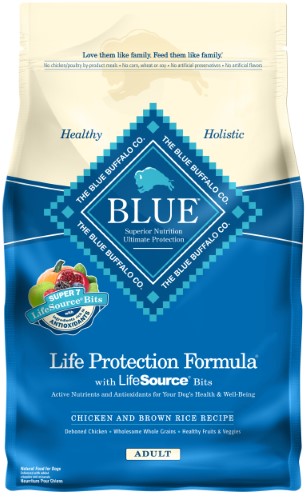 Love them like family. Feed them like family.
No chicken/poultry by-product meals • No corn, wheat or soy • No artificial preservatives • No artificial flavors
Healthy
Holistic
THE BLUE BUFFALO CO.
THE BLUE BUFFALO CO.
BLUE
Superior Nutrition
Ultimate Protection
THE BLUE BUFFALO CO.
THE BLUE BUFFALO CO.
SUPER 7
LifeSource® Bits
ANTIOXIDANTS
Life Protection Formula®
with LifeSource® Bits
Active Nutrients and Antioxidants for Your Dog's Health & Well-Being
CHICKEN AND BROWN RICE RECIPE
Deboned Chicken • Wholesome Whole Grains • Healthy Fruits & Veggies
ADULT
Natural Food for Dogs